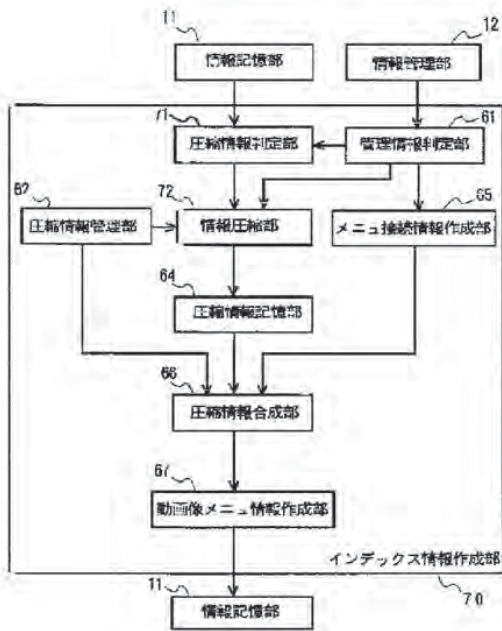 11
12
情報記憶部
情報管理部
71
61
圧縮情報判定部
管理情報判定部
62
72
65
圧縮情報管理部
情報圧縮部
メニュ接続情報作成部
64
圧縮情報記憶部
66
圧縮情報合成部
67
動画像メニュ情報作成部
インデックス情報作成部
11
70
情報記憶部